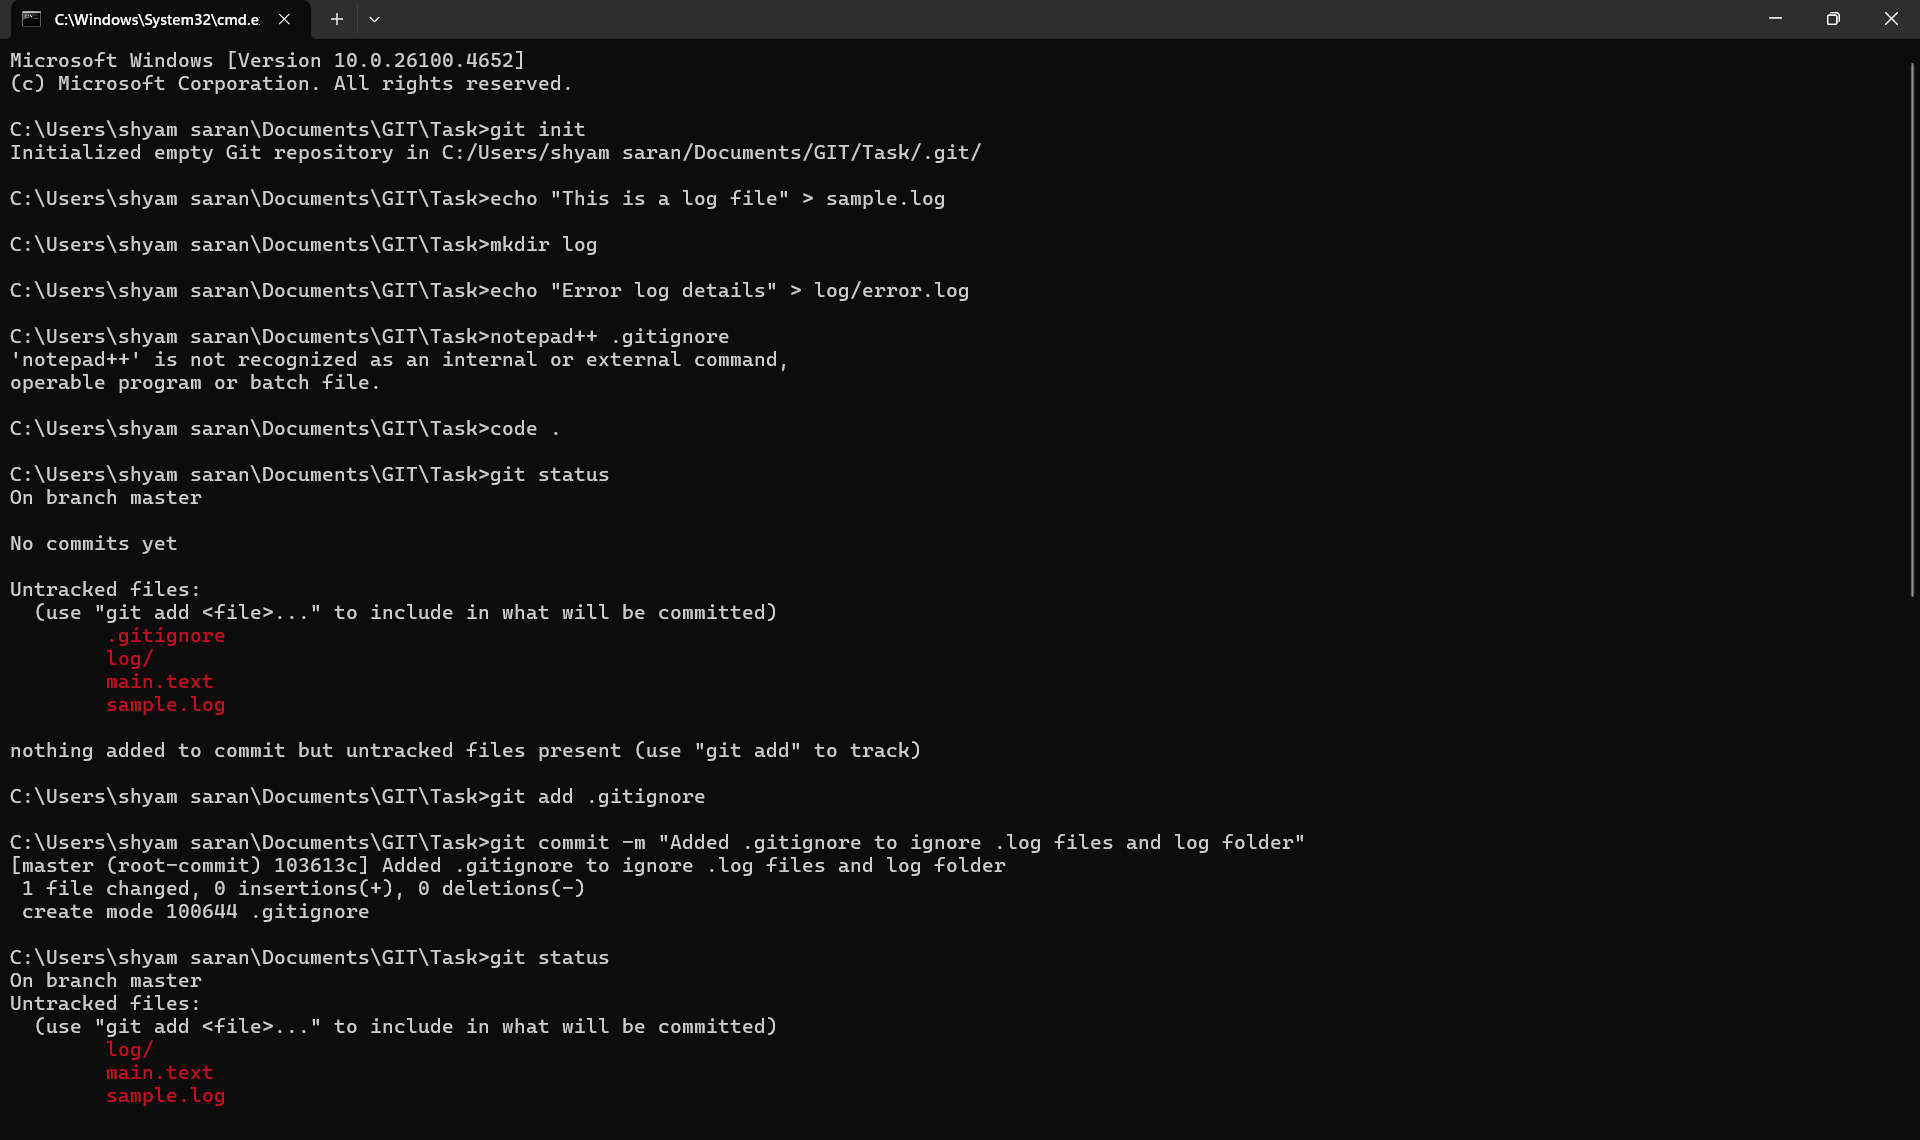 C:\Windows\System32\cmd.e
Microsoft Windows [Version 10.0.26100.4652]
(c) Microsoft Corporation. All rights reserved.
C:\Users\shyam saran\Documents\GIT\Task>git init
Initialized empty Git repository in C:/Users/shyam saran/Documents/GIT/Task/.git/
C:\Users\shyam saran\Documents\GIT\Task>echo "This is a log file" > sample.log
C:\Users\shyam saran\Documents\GIT\Task>mkdir log
C:\Users\shyam saran\Documents\GIT\Task>echo "Error log details" > log/error.log
C:\Users\shyam saran\Documents\GIT\Task>notepad++ .gitignore
'notepad++' is not recognized as an internal or external command,
operable program or batch file.
C:\Users\shyam saran\Documents\GIT\Task>code .
C:\Users\shyam saran\Documents\GIT\Task>git status
On branch master
No commits yet
Untracked files:
  (use "git add <file>..." to include in what will be committed)
        .gitignore
        log/
        main.text
        sample.log
nothing added to commit but untracked files present (use "git add" to track)
C:\Users\shyam saran\Documents\GIT\Task>git add .gitignore
C:\Users\shyam saran\Documents\GIT\Task>git commit -m "Added .gitignore to ignore .log files and log folder"
[master (root-commit) 103613c] Added .gitignore to ignore .log files and log folder
 1 file changed, 0 insertions(+), 0 deletions(-)
 create mode 100644 .gitignore
C:\Users\shyam saran\Documents\GIT\Task>git status
On branch master
Untracked files:
  (use "git add <file>..." to include in what will be committed)
        log/
        main.text
        sample.log